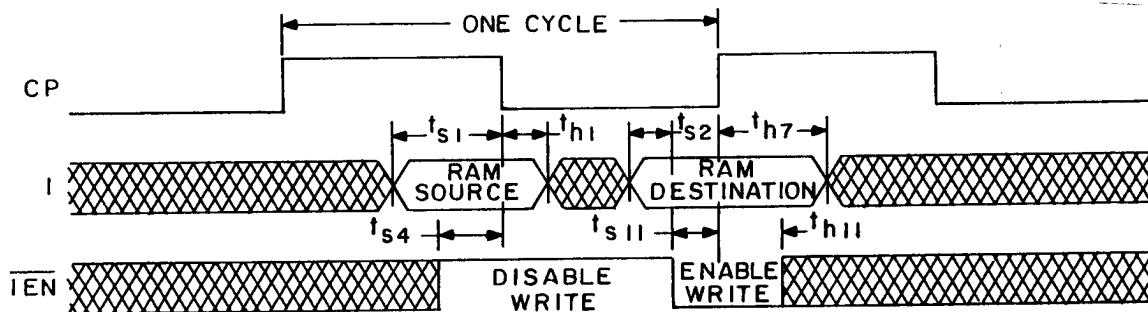 ONE CYCLE
CP
ts1
th1
ts2
th7
I
RAM
SOURCE
RAM
DESTINATION
ts4
ts11
th11
IEN
DISABLE
WRITE
ENABLE
WRITE